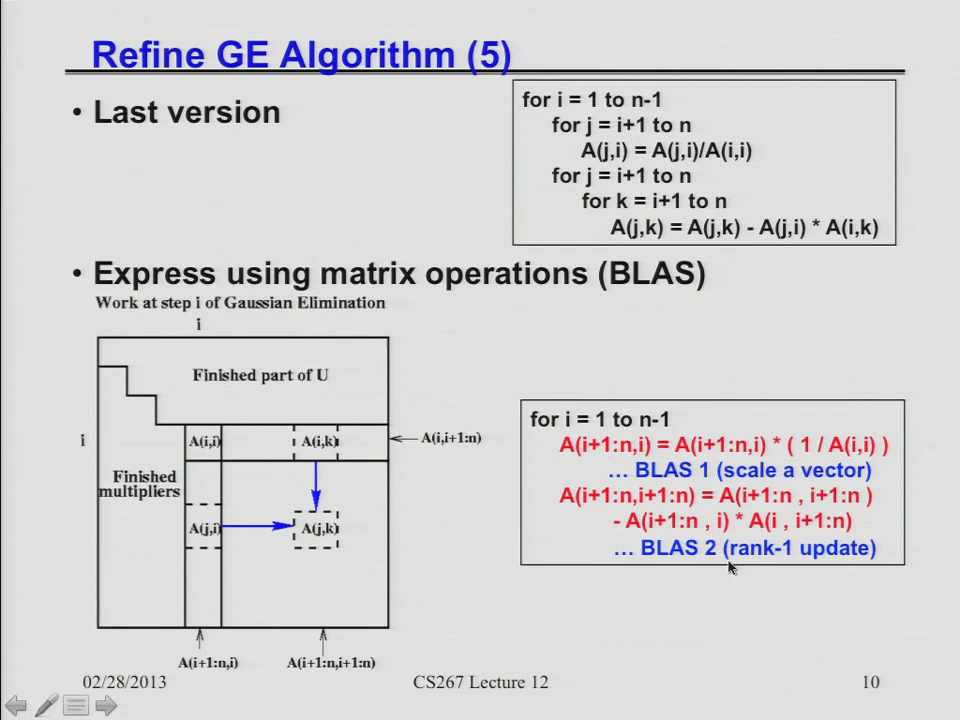 Refine GE Algorithm (5)
• Last version
for i = 1 to n-1
for j = i+1 to n
A(j,i) = A(j,i)/A(i,i)
for j = i+1 to n
for k = i+1 to n
A(j,k) = A(j,k) - A(j,i) * A(i,k)
• Express using matrix operations (BLAS)
Work at step i of Gaussian Elimination
i
Finished part of U
i
A(i,i)
A(i,k)
A(i,i+1:n)
Finished
multipliers
A(j,i)
A(j,k)
A(i+1:n,i)
A(i+1:n,i+1:n)
for i = 1 to n-1
A(i+1:n,i) = A(i+1:n,i) * ( 1 / A(i,i) )
… BLAS 1 (scale a vector)
A(i+1:n,i+1:n) = A(i+1:n , i+1:n )
- A(i+1:n , i) * A(i , i+1:n)
… BLAS 2 (rank-1 update)
02/28/2013
CS267 Lecture 12
10